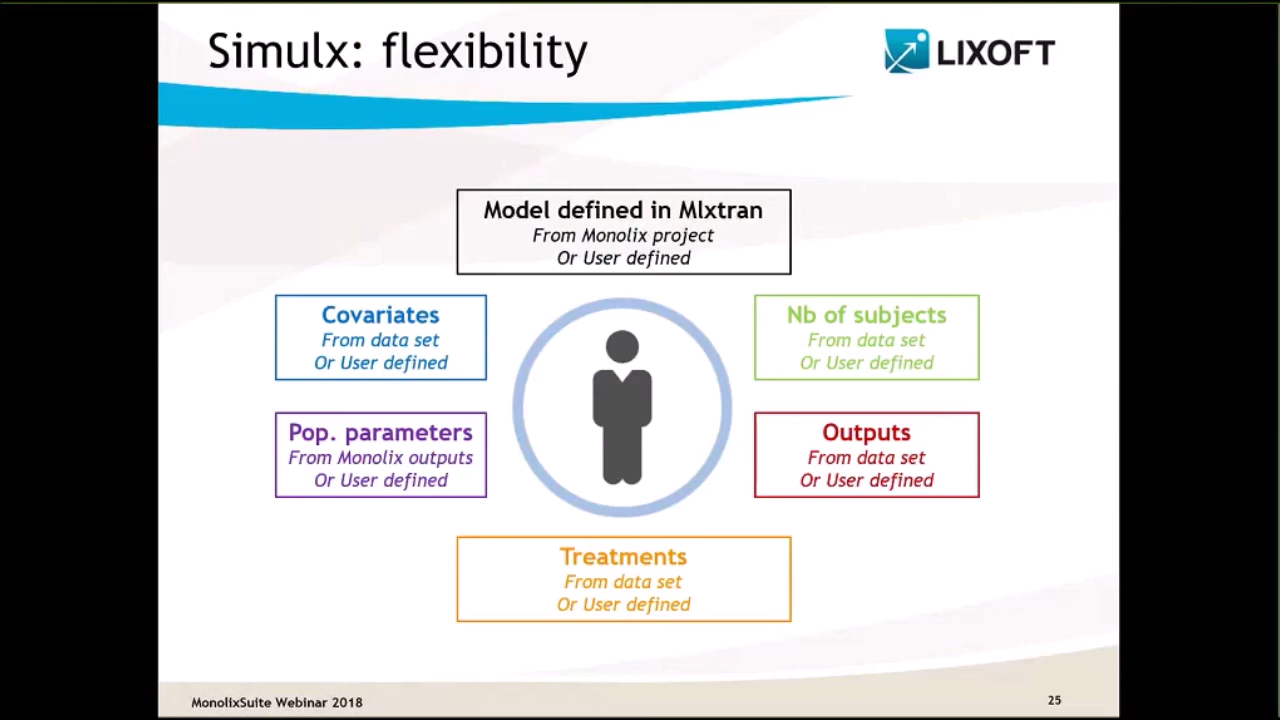 Simulx: flexibility
LIXOFT
Model defined in Mlxtran
From Monolix project
Or User defined
Covariates
From data set
Or User defined
Nb of subjects
From data set
Or User defined
Pop. parameters
From Monolix outputs
Or User defined
Outputs
From data set
Or User defined
Treatments
From data set
Or User defined
MonolixSuite Webinar 2018
25